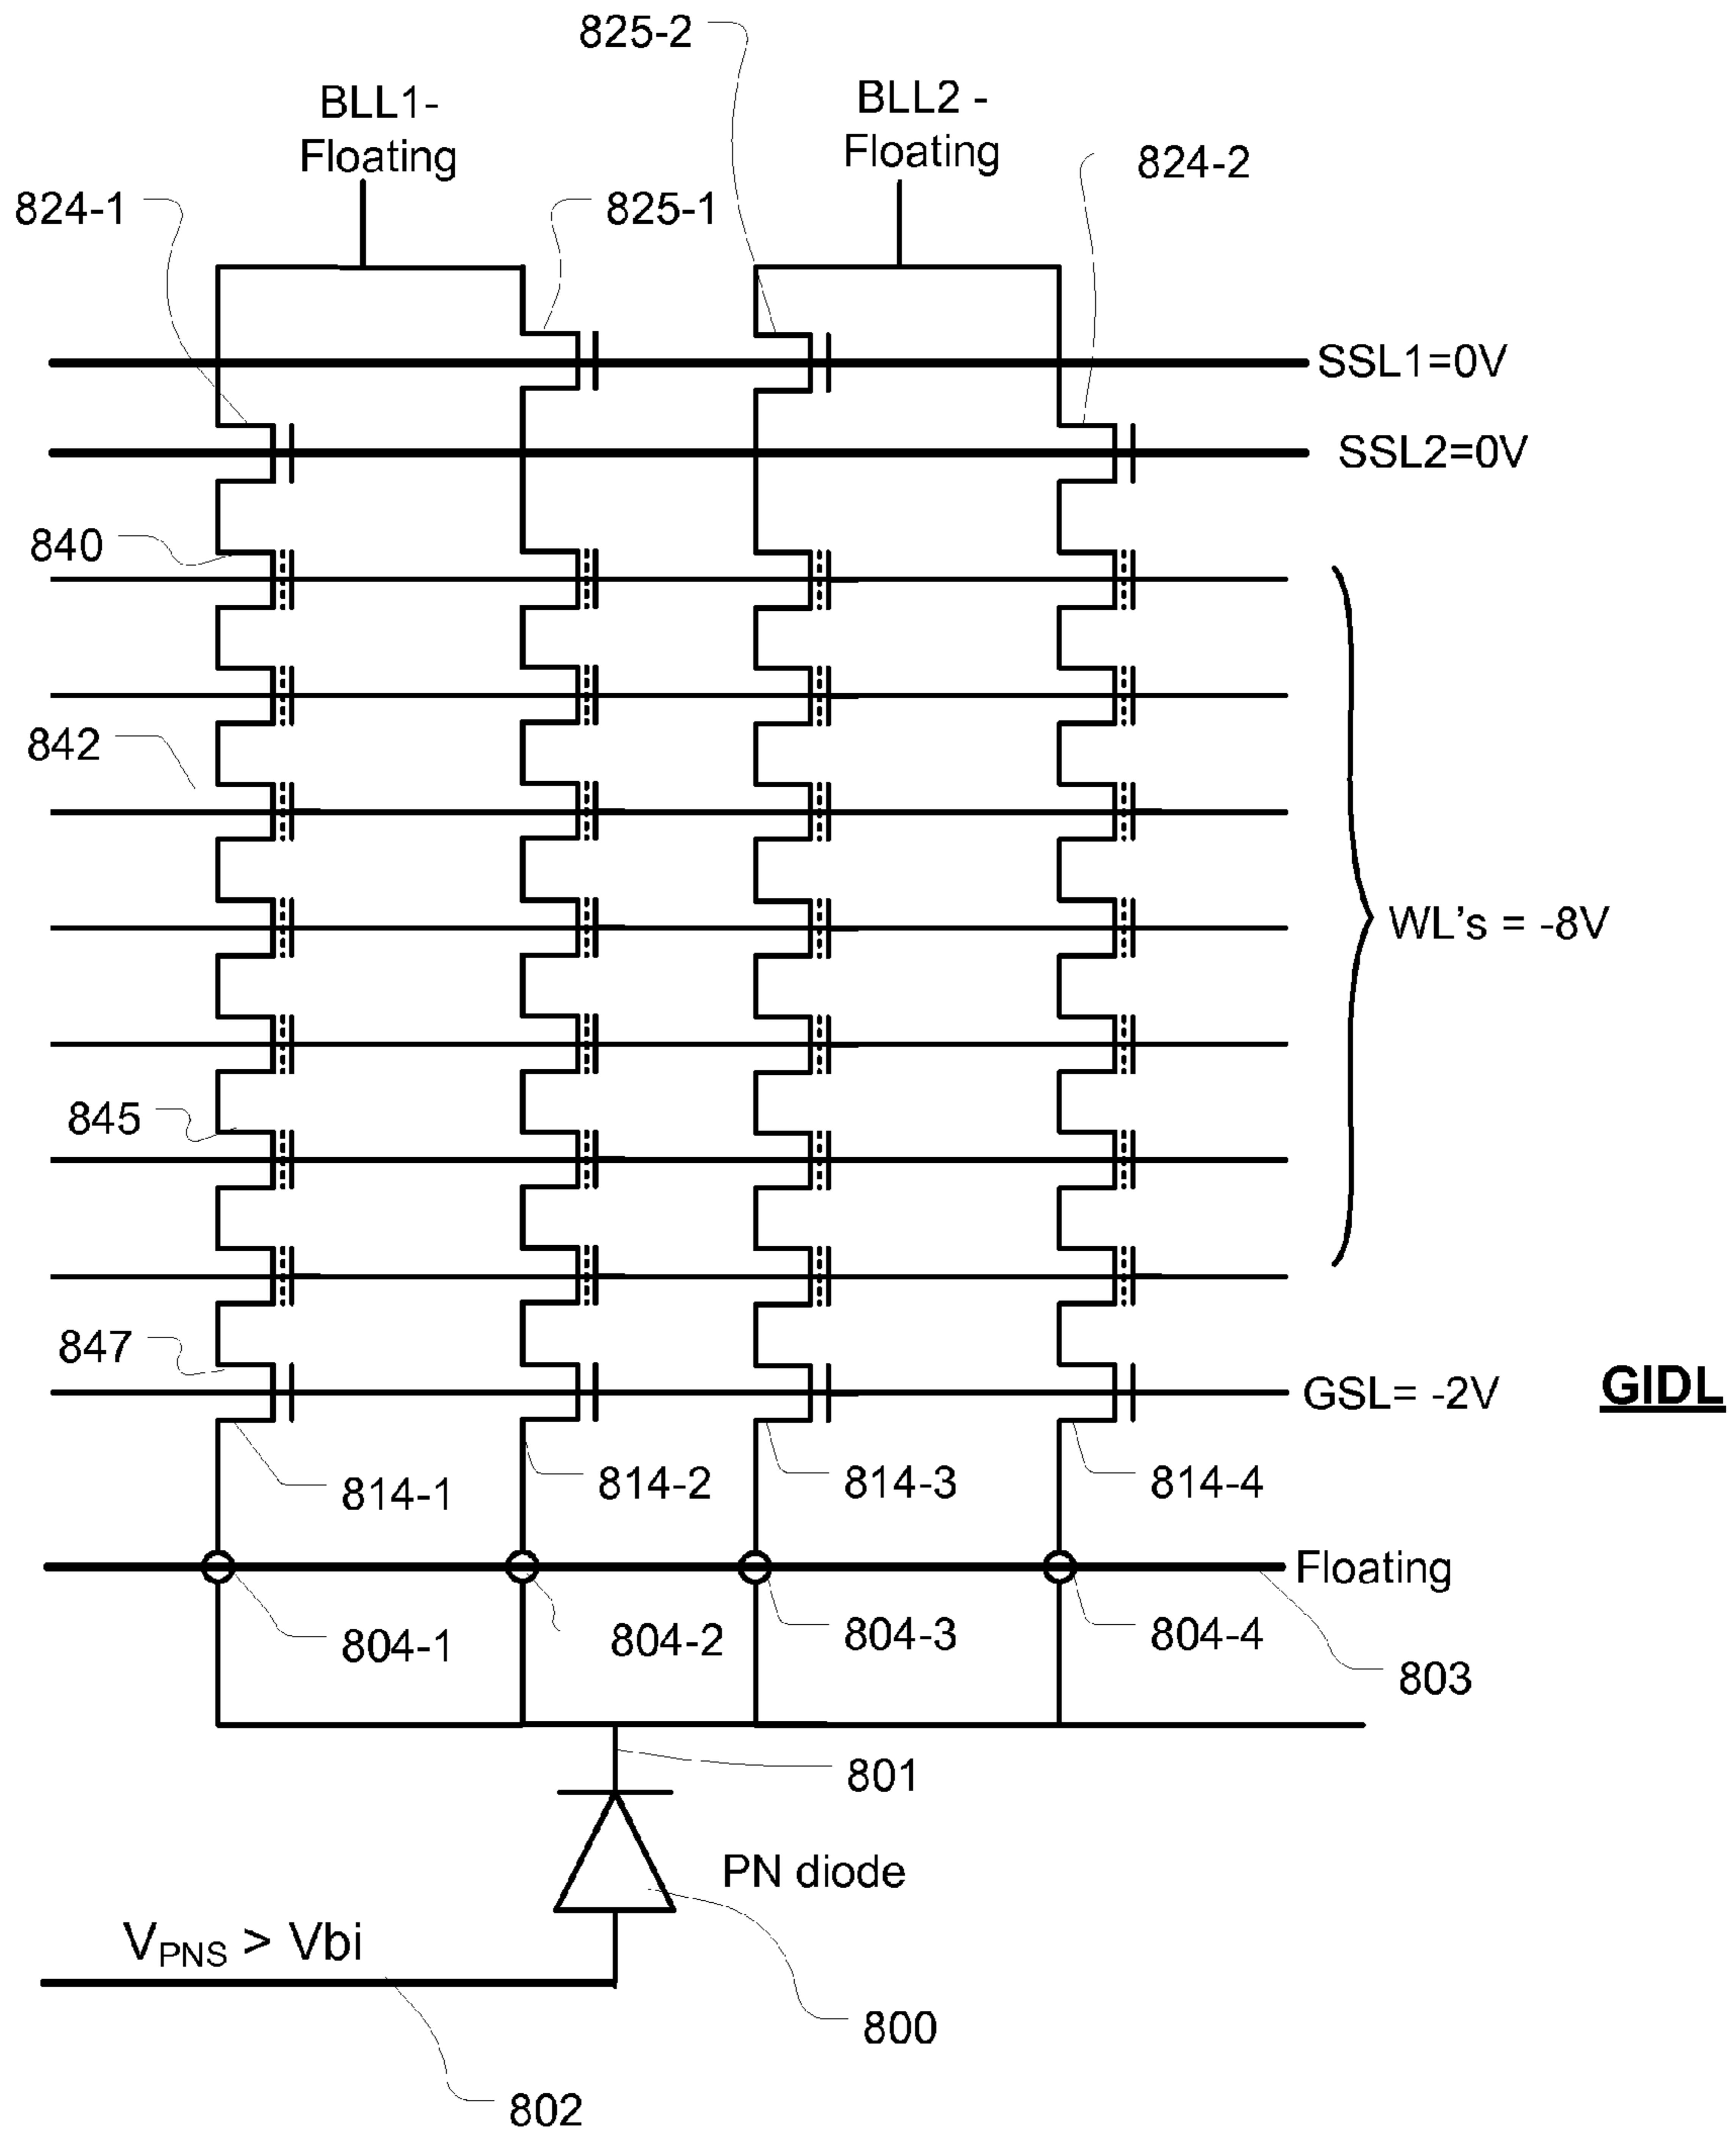 825-2
BLL1-
Floating
BLL2 -
Floating
824-2
824-1
825-1
SSL1=0V
SSL2=0V
840
842
WL's = -8V
845
847
GSL= -2V
GIDL
814-1
814-2
814-3
814-4
Floating
804-1
804-2
804-3
804-4
803
801
PN diode
VPNS > Vbi
800
802